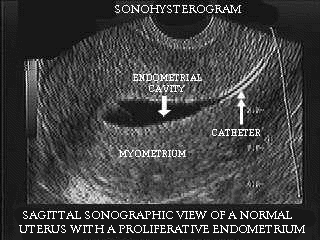 SONOHYSTEROGRAM
ENDOMETRIAL
CAVITY
CATHETER
MYOMETRIUM
SAGITTAL SONOGRAPHIC VIEW OF A NORMAL
UTERUS WITH A PROLIFERATIVE ENDOMETRIUM